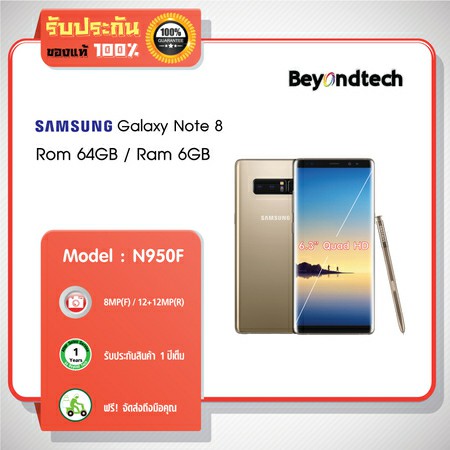 รับประกัน
ของแท้ 100%
100%
GUARANTEE
Beyondtech
SAMSUNG Galaxy Note 8
Rom 64GB / Ram 6GB
SAMSUNG
6.3" Quad HD
Model : N950F
8MP(F) / 12+12MP(R)
1
Years
รับประกันสินค้า 1 ปีเต็ม
ฟรี! จัดส่งถึงมือคุณ